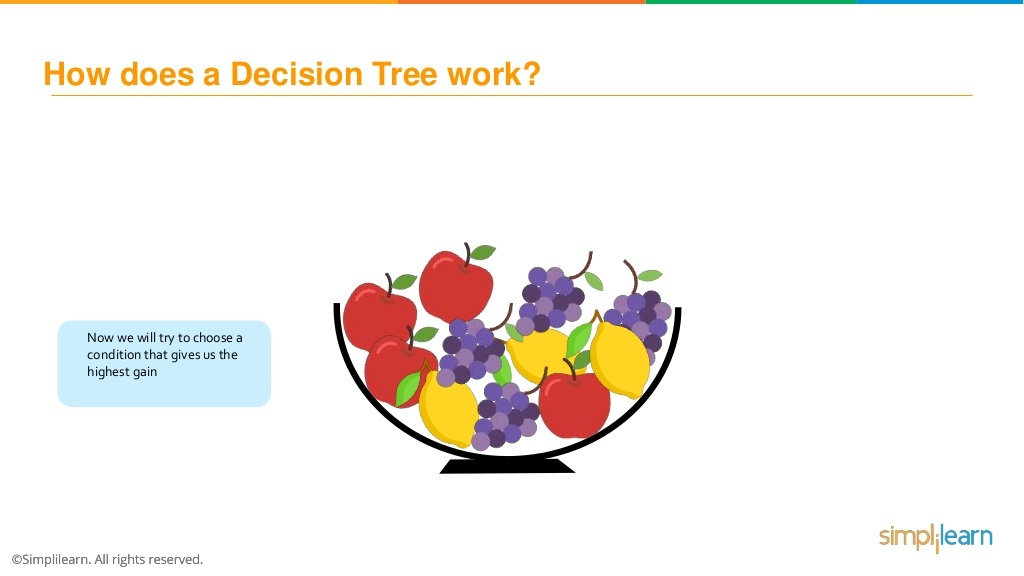 How does a Decision Tree work?
Now we will try to choose a
condition that gives us the
highest gain
simplilearn
©Simplilearn. All rights reserved.